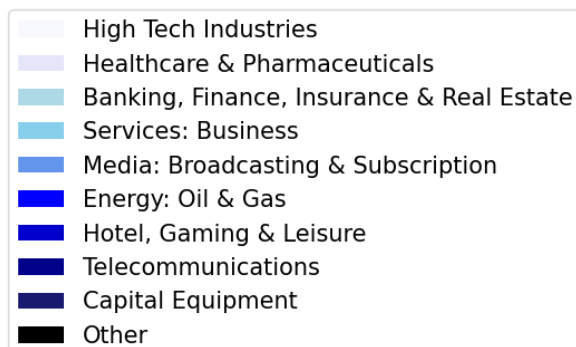 High Tech Industries
Healthcare & Pharmaceuticals
Banking, Finance, Insurance & Real Estate
Services: Business
Media: Broadcasting & Subscription
Energy: Oil & Gas
Hotel, Gaming & Leisure
Telecommunications
Capital Equipment
Other